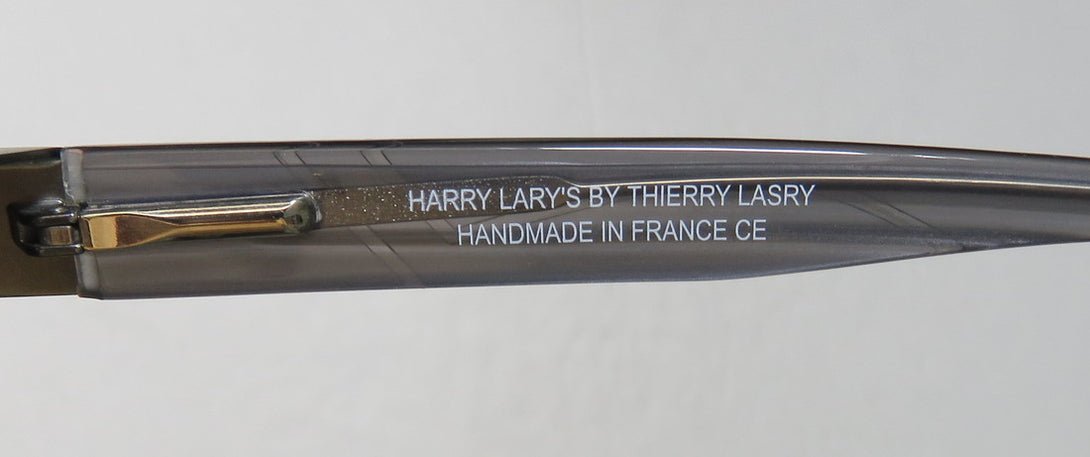 HARRY LARY'S BY THIERRY LASRY
HANDMADE IN FRANCE CE